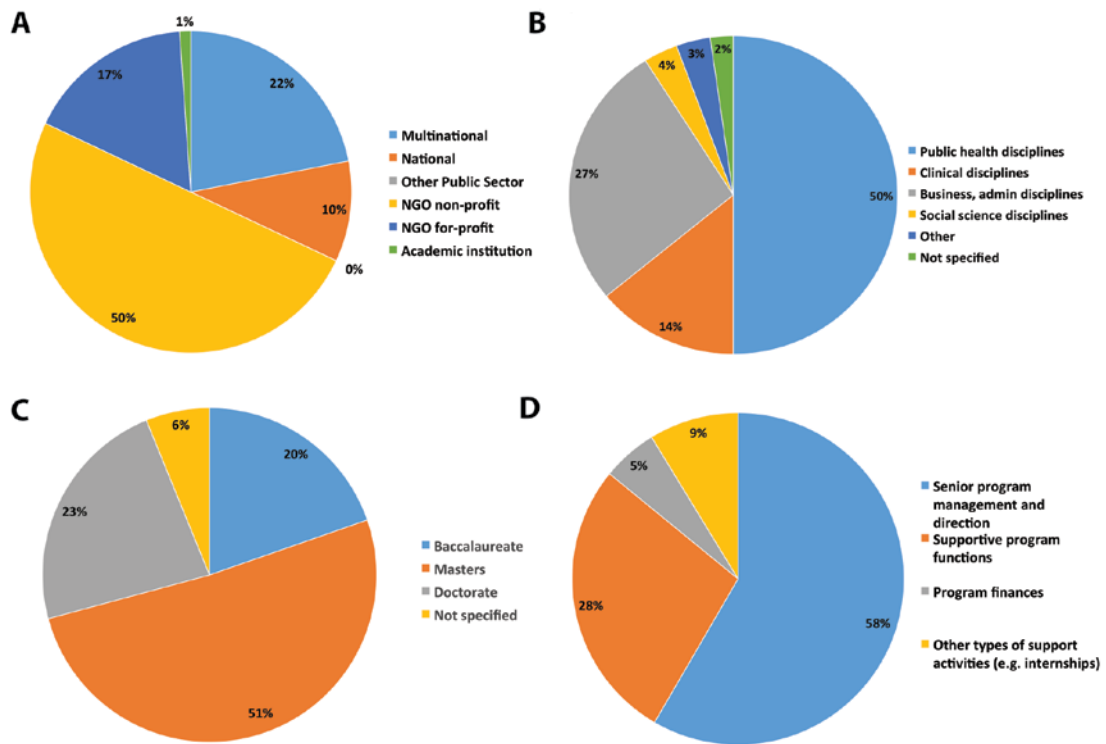 A
1%
17%
22%
10%
0%
50%
Multinational
National
Other Public Sector
NGO non-profit
NGO for-profit
Academic institution
B
4%
3%
2%
27%
50%
14%
Public health disciplines
Clinical disciplines
Business, admin disciplines
Social science disciplines
Other
Not specified
C
6%
20%
23%
51%
Baccalaureate
Masters
Doctorate
Not specified
D
9%
5%
28%
58%
Senior program
management and
direction
Supportive program
functions
Program finances
Other types of support
activities (e.g. internships)